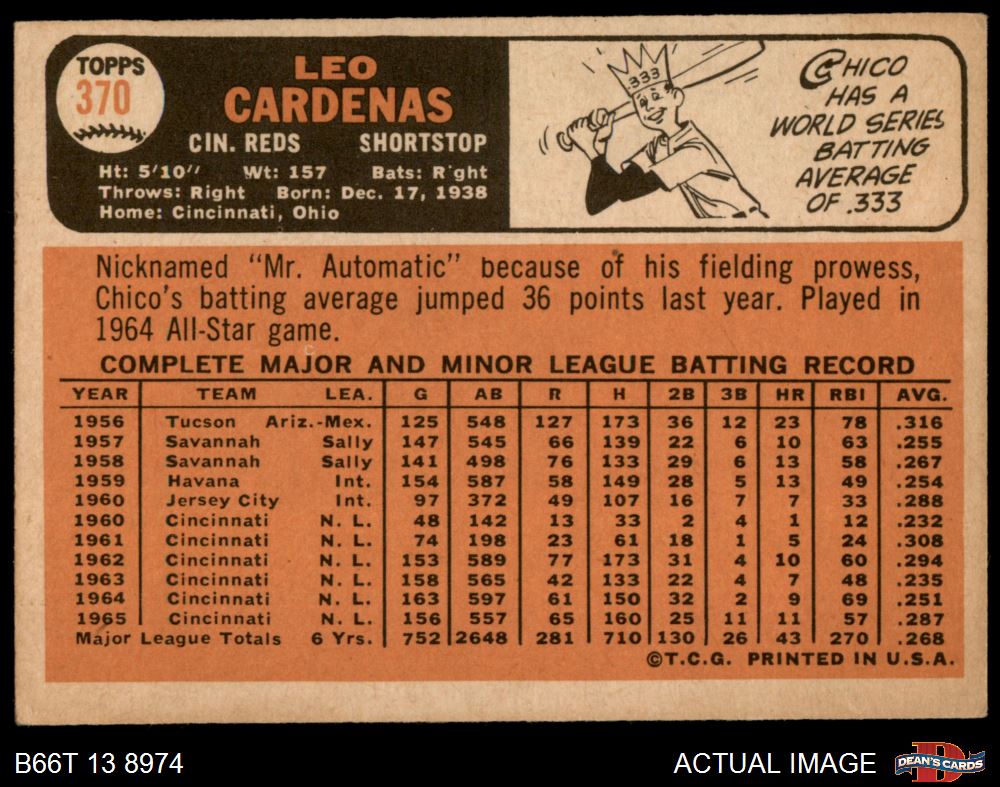 TOPPS
370
LEO
CARDENAS
CIN. REDS SHORTSTOP
Ht: 5'10" Wt: 157 Bats: R'ght
Throws: Right Born: Dec. 17, 1938
Home: Cincinnati, Ohio
.333
CHICO
HAS A
WORLD SERIES
BATTING
AVERAGE
OF .333
Nicknamed "Mr. Automatic" because of his fielding prowess,
Chico's batting average jumped 36 points last year. Played in
1964 All-Star game.
COMPLETE MAJOR AND MINOR LEAGUE BATTING RECORD
YEAR TEAM LEA. G AB R H 2B 3B HR RBI AVG.
1956 Tucson Ariz.-Mex. 125 548 127 173 36 12 23 78 .316
1957 Savannah Sally 147 545 66 139 22 6 10 63 .255
1958 Savannah Sally 141 498 76 133 29 6 13 58 .267
1959 Havana Int. 154 587 58 149 28 5 13 49 .254
1960 Jersey City Int. 97 372 49 107 16 7 7 33 .288
1960 Cincinnati N. L. 48 142 13 33 2 4 1 12 .232
1961 Cincinnati N. L. 74 198 23 61 18 1 5 24 .308
1962 Cincinnati N. L. 153 589 77 173 31 4 10 60 .294
1963 Cincinnati N. L. 158 565 42 133 22 4 7 48 .235
1964 Cincinnati N. L. 163 597 61 150 32 2 9 69 .251
1965 Cincinnati N. L. 156 557 65 160 25 11 11 57 .287
Major League Totals 6 Yrs. 752 2648 281 710 130 26 43 270 .268
©T.C.G. PRINTED IN U.S.A.
B66T 13 8974
ACTUAL IMAGE
D
DEAN'S CARDS